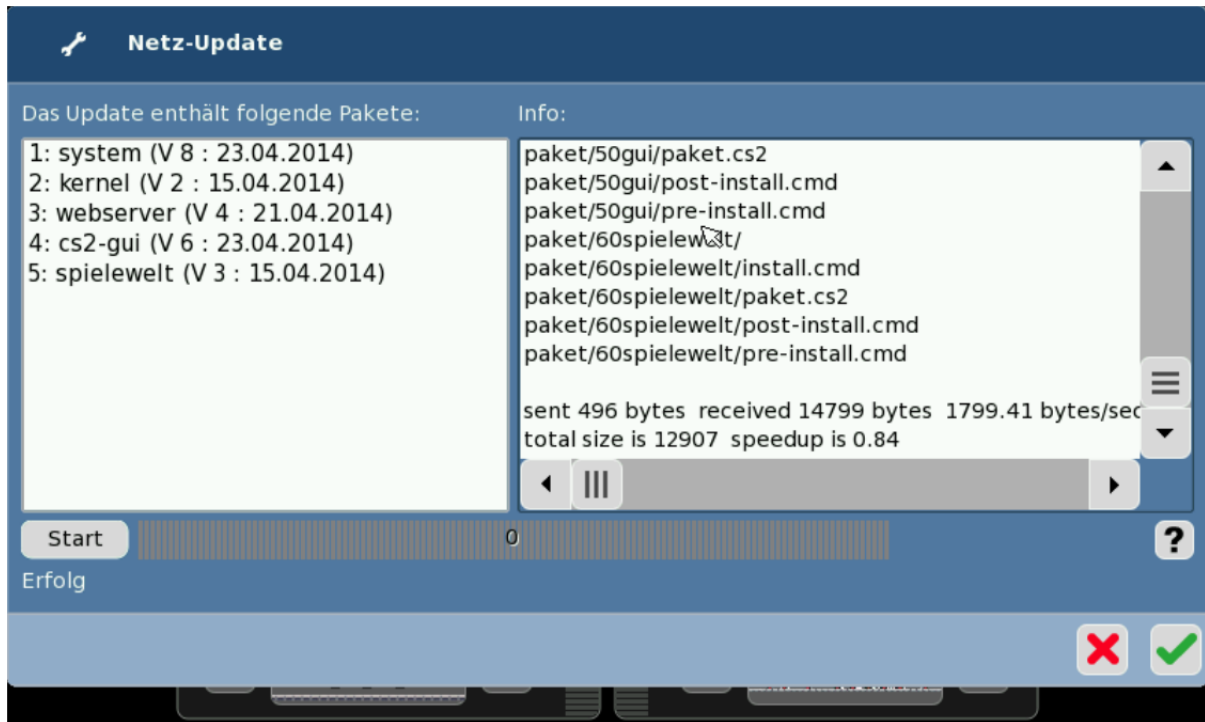 Netz-Update
Das Update enthält folgende Pakete:
1: system (V 8 : 23.04.2014)
2: kernel (V 2 : 15.04.2014)
3: webserver (V 4 : 21.04.2014)
4: cs2-gui (V 6 : 23.04.2014)
5: spielewelt (V 3 : 15.04.2014)
Info:
paket/50gui/paket.cs2
paket/50gui/post-install.cmd
paket/50gui/pre-install.cmd
paket/60spielewelt/
paket/60spielewelt/install.cmd
paket/60spielewelt/paket.cs2
paket/60spielewelt/post-install.cmd
paket/60spielewelt/pre-install.cmd
sent 496 bytes  received 14799 bytes  1799.41 bytes/sec
total size is 12907  speedup is 0.84
Start
0
?
Erfolg